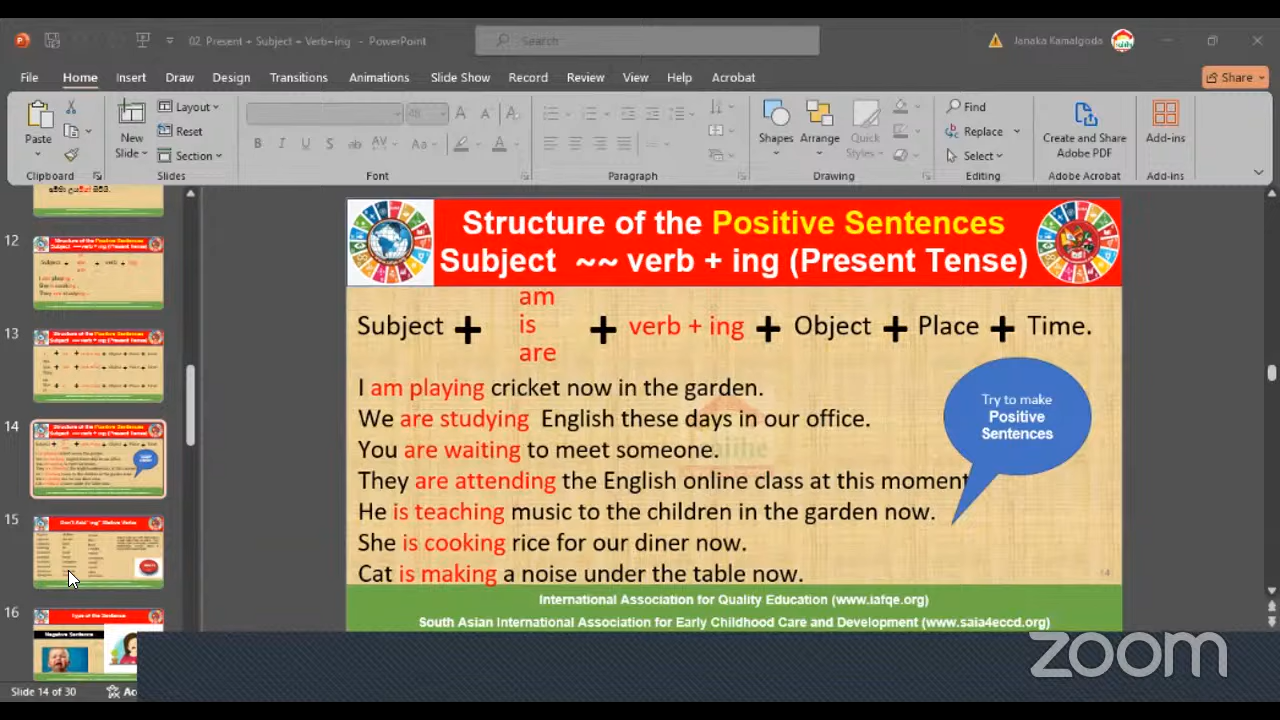 02. Present + Subject + Verb+ing - PowerPoint
Search
Janaka Kamalgoda
File Home Insert Draw Design Transitions Animations Slide Show Record Review View Help Acrobat
Share
Paste
New Slide
Layout
Reset
Section
Shapes
Arrange
Quick Styles
Find
Replace
Select
Create and Share Adobe PDF
Add-ins
Clipboard Slides Font Paragraph Drawing Editing Adobe Acrobat Add-ins
12
13
14
15
16
Structure of the Positive Sentences
Subject ~~ verb + ing (Present Tense)
am
Subject + is + verb + ing + Object + Place + Time.
are
I am playing cricket now in the garden.
We are studying English these days in our office.
You are waiting to meet someone.
They are attending the English online class at this moment
He is teaching music to the children in the garden now.
She is cooking rice for our diner now.
Cat is making a noise under the table now.
Try to make
Positive
Sentences
14
International Association for Quality Education (www.iafqe.org)
South Asian International Association for Early Childhood Care and Development (www.saia4eccd.org)
Type of the Sentence
Negative Sentence
Slide 14 of 30
zoom